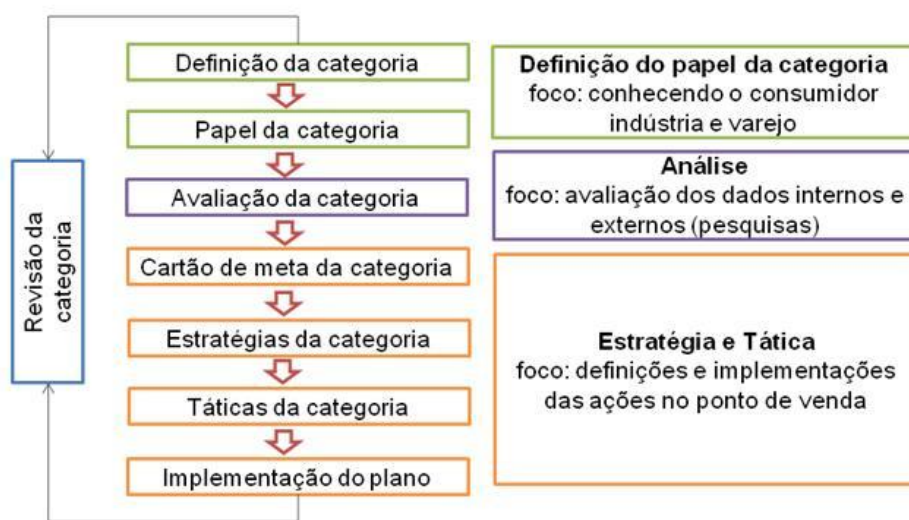 Revisão da
categoria
Definição da categoria
Papel da categoria
Avaliação da categoria
Cartão de meta da categoria
Estratégias da categoria
Táticas da categoria
Implementação do plano
Definição do papel da categoria
foco: conhecendo o consumidor
indústria e varejo
Análise
foco: avaliação dos dados internos e
externos (pesquisas)
Estratégia e Tática
foco: definições e implementações
das ações no ponto de venda